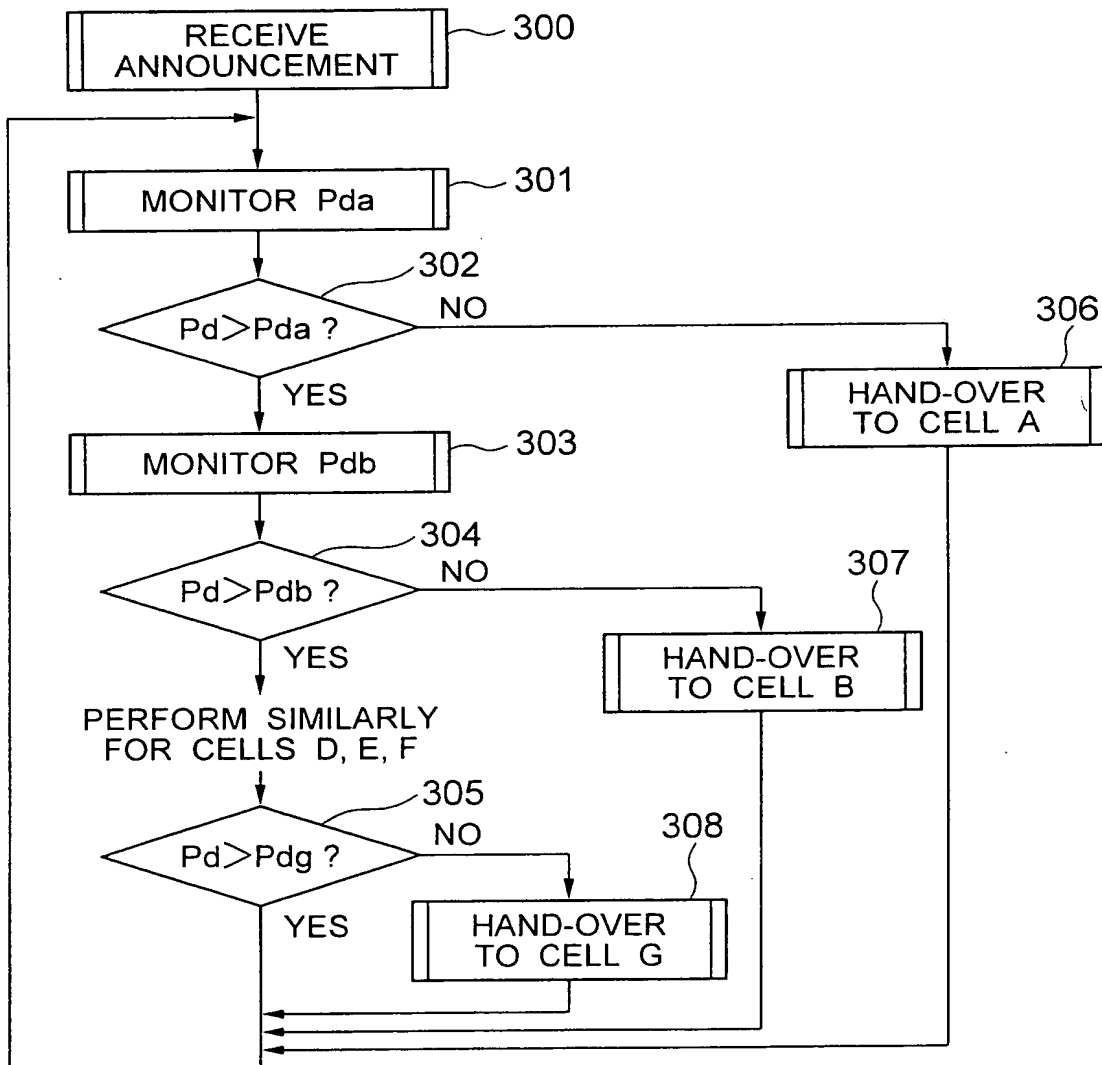 RECEIVE
ANNOUNCEMENT
300
MONITOR Pda
301
302
Pd>Pda ?
NO
YES
306
HAND-OVER
TO CELL A
MONITOR Pdb
303
304
Pd>Pdb ?
NO
YES
307
HAND-OVER
TO CELL B
PERFORM SIMILARLY
FOR CELLS D, E, F
305
Pd>Pdg ?
NO
YES
308
HAND-OVER
TO CELL G